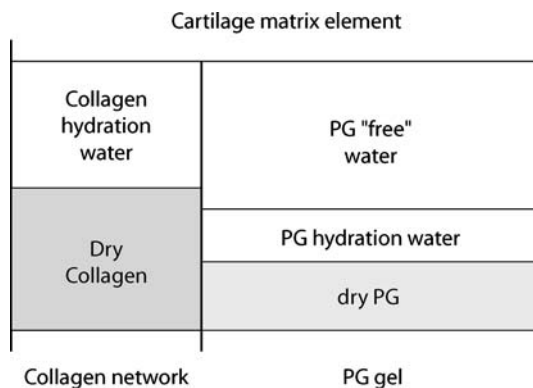 Cartilage matrix element
Collagen
hydration
water
PG "free"
water
Dry
Collagen
PG hydration water
dry PG
Collagen network
PG gel